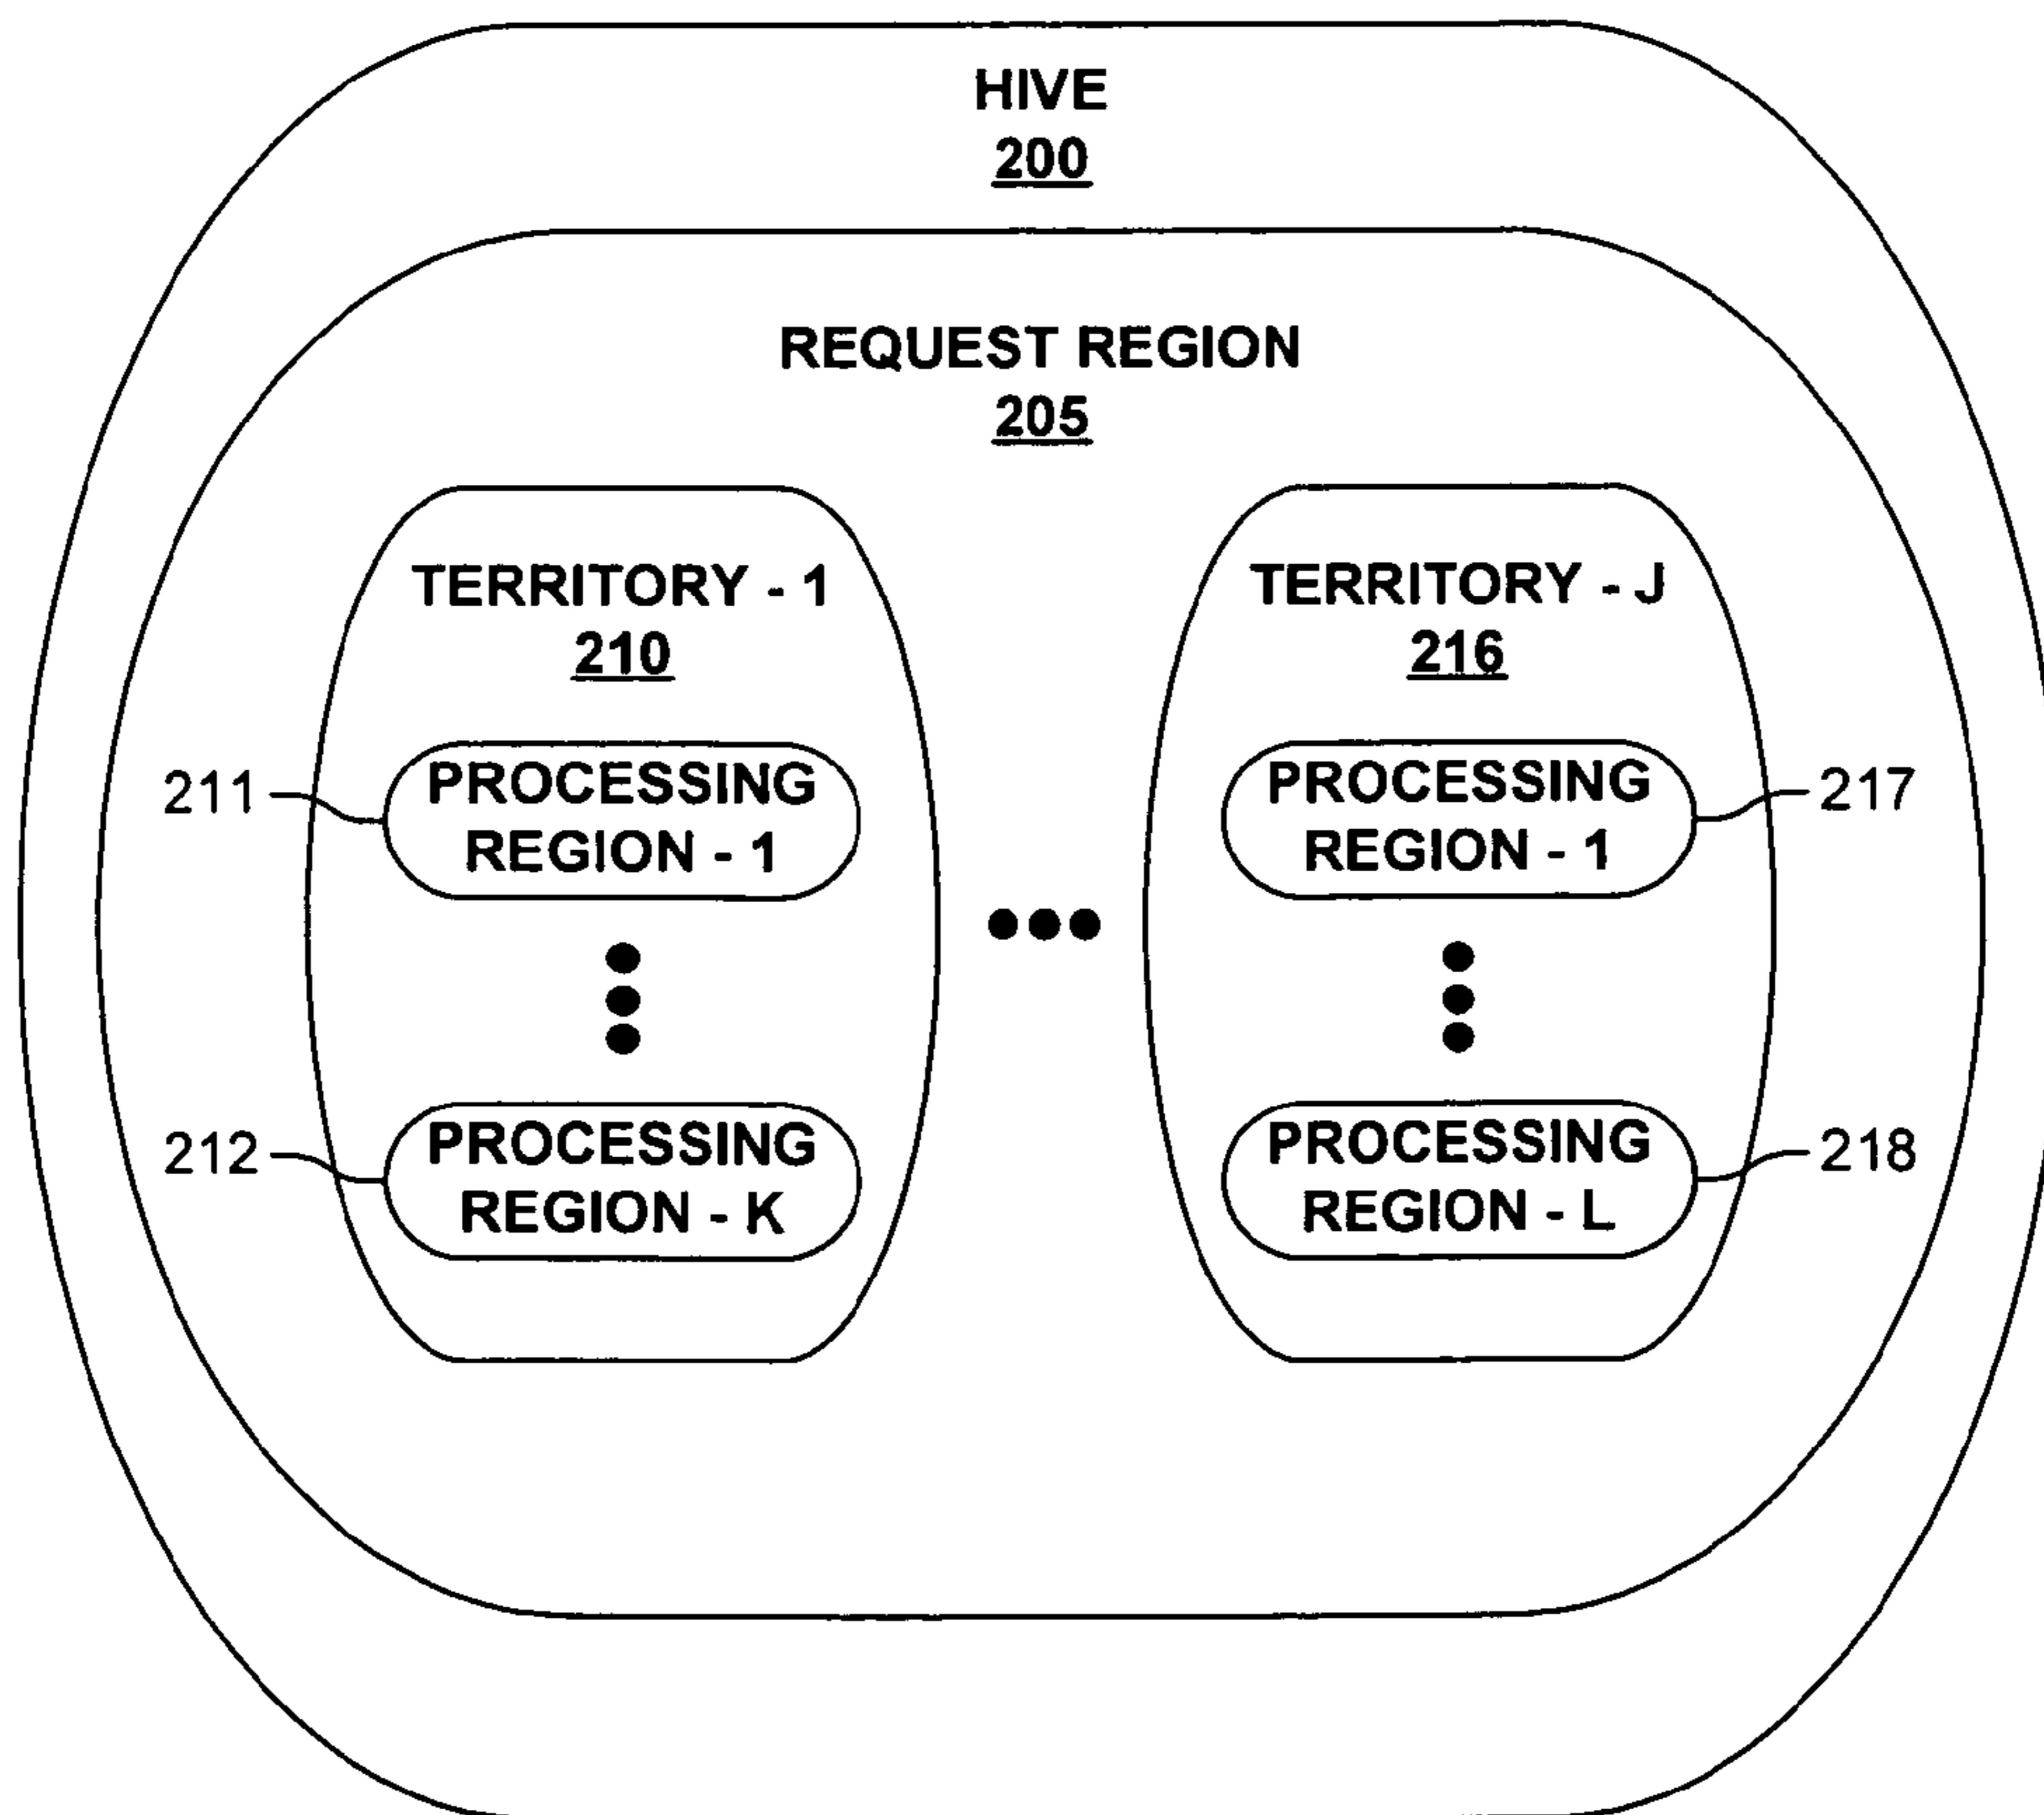 HIVE
200
REQUEST REGION
205
TERRITORY - 1
210
TERRITORY - J
216
211
PROCESSING
REGION - 1
PROCESSING
REGION - 1
217
212
PROCESSING
REGION - K
PROCESSING
REGION - L
218